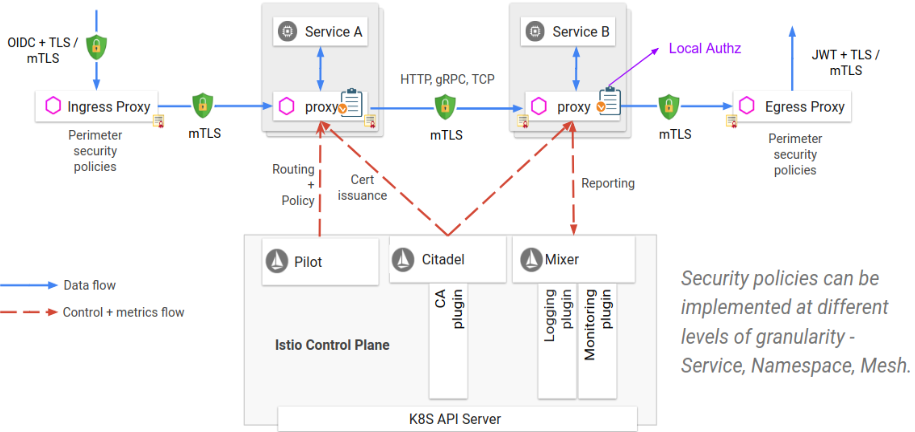 OIDC + TLS /
mTLS
Service A
Service B
Local Authz
JWT + TLS /
mTLS
HTTP, gRPC, TCP
Ingress Proxy
proxy
proxy
Egress Proxy
mTLS
mTLS
mTLS
Perimeter
security
policies
Perimeter
security
policies
Routing
+
Policy
Cert
issuance
Reporting
Pilot
Citadel
Mixer
Data flow
Control + metrics flow
CA
plugin
Logging
plugin
Monitoring
plugin
Istio Control Plane
K8S API Server
Security policies can be
implemented at different
levels of granularity -
Service, Namespace, Mesh.